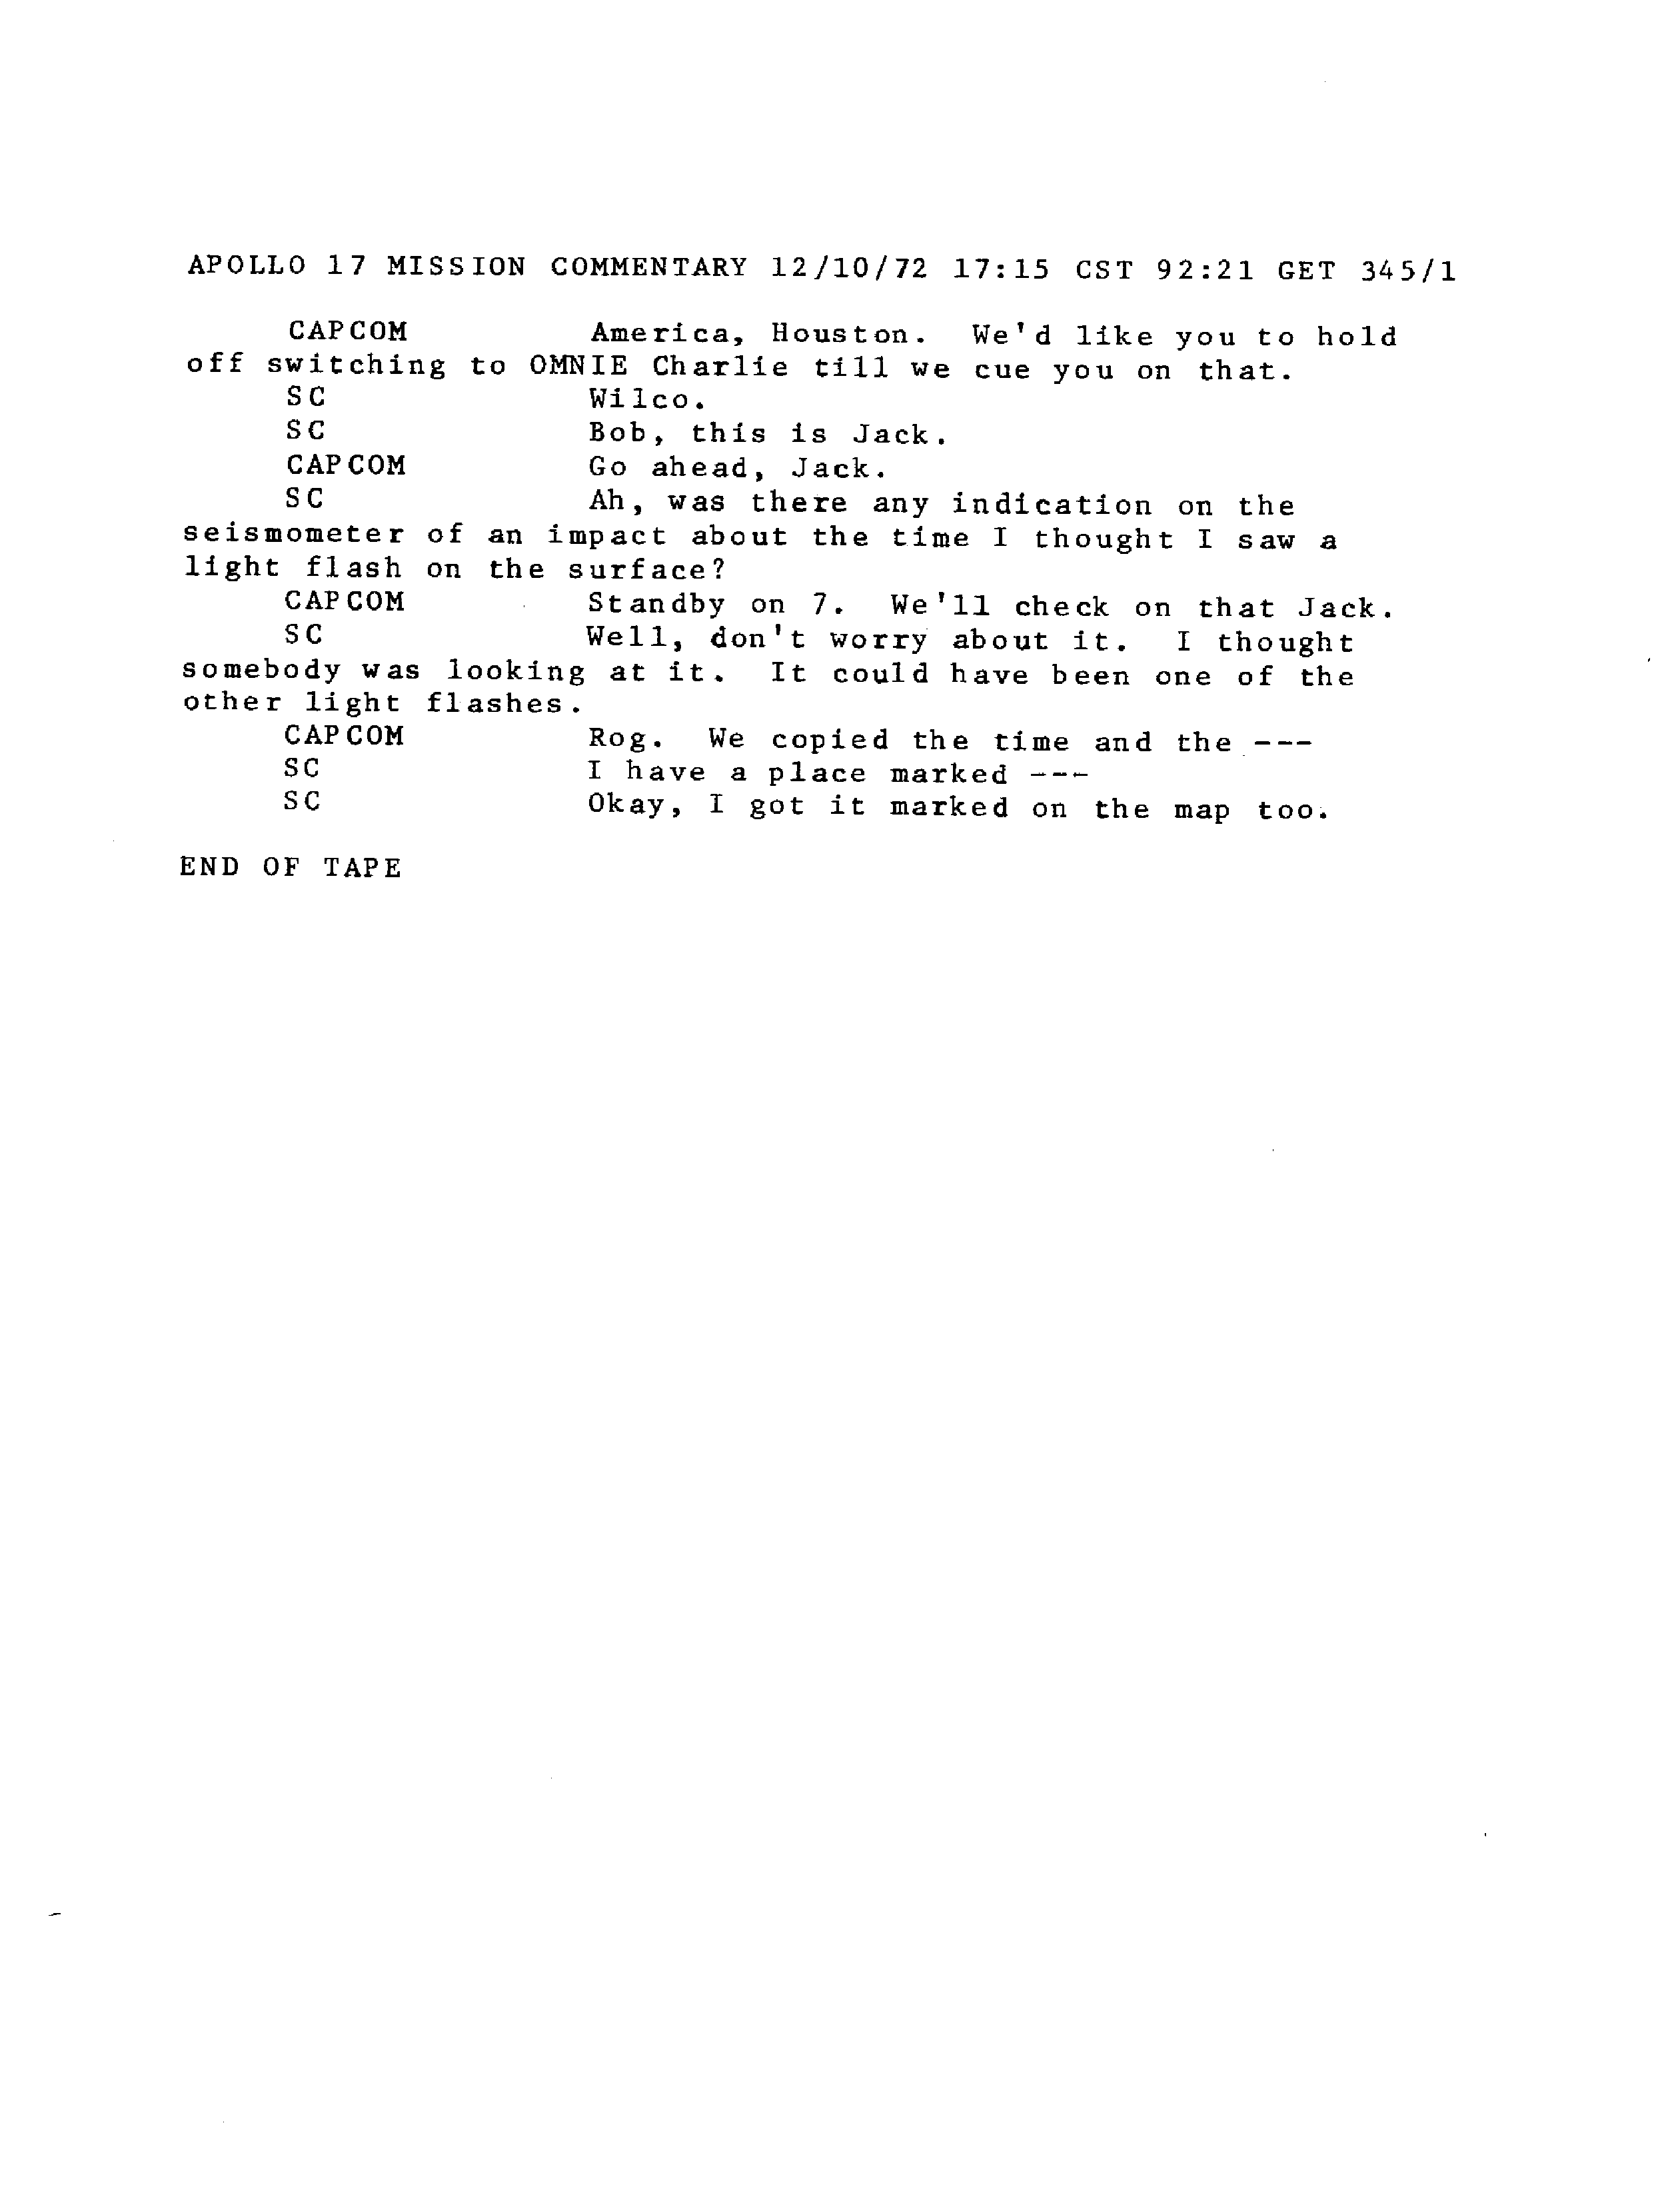 APOLLO 17 MISSION COMMENTARY 12/10/72 17:15 CST 92:21 GET 345/1
CAPCOM America, Houston. We'd like you to hold
off switching to OMNIE Charlie till we cue you on that.
SC Wilco.
SC Bob, this is Jack.
CAPCOM Go ahead, Jack.
SC Ah, was there any indication on the
seismometer of an impact about the time I thought I saw a
light flash on the surface?
CAPCOM Standby on 7. We'll check on that Jack.
SC Well, don't worry about it. I thought
somebody was looking at it. It could have been one of the
other light flashes.
CAPCOM Rog. We copied the time and the ---
SC I have a place marked ---
SC Okay, I got it marked on the map too.
END OF TAPE